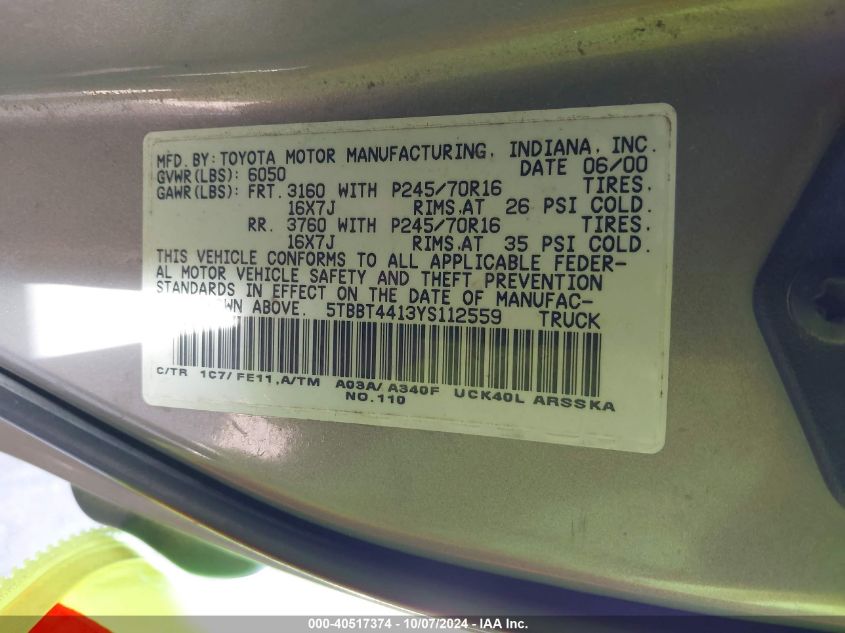 MFD. BY: TOYOTA MOTOR MANUFACTURING, INDIANA, INC.
GVWR(LBS): 6050 DATE 06/00
GAWR(LBS): FRT. 3160 WITH P245/70R16 TIRES,
16X7J RIMS,AT 26 PSI COLD.
RR. 3760 WITH P245/70R16 TIRES,
16X7J RIMS,AT 35 PSI COLD.
THIS VEHICLE CONFORMS TO ALL APPLICABLE FEDER-
AL MOTOR VEHICLE SAFETY AND THEFT PREVENTION
STANDARDS IN EFFECT ON THE DATE OF MANUFAC-
OWN ABOVE. 5TBBT4413YS112559 TRUCK
C/TR 1C7/FE11,A/TM A03A/A340F UCK40L ARSSKA
NO.110
000-40517374 - 10/07/2024 - IAA Inc.